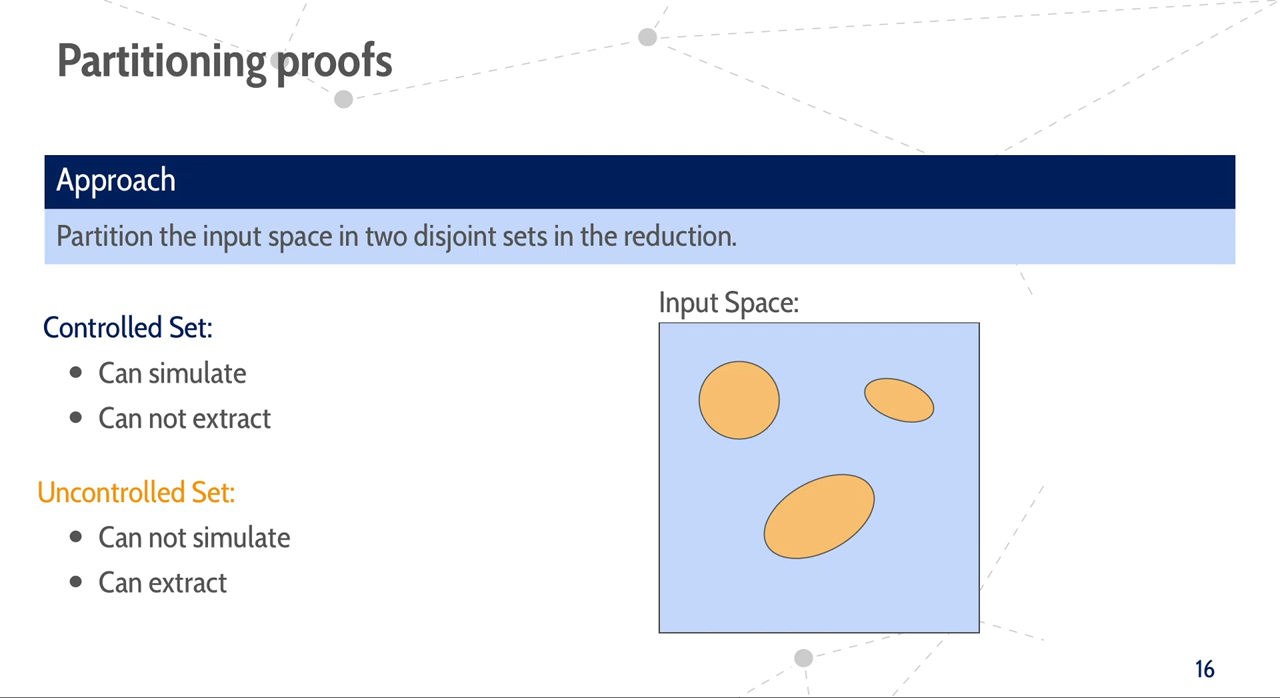 Partitioning proofs
Approach
Partition the input space in two disjoint sets in the reduction.
Controlled Set:
• Can simulate
• Can not extract
Uncontrolled Set:
• Can not simulate
• Can extract
Input Space:
16